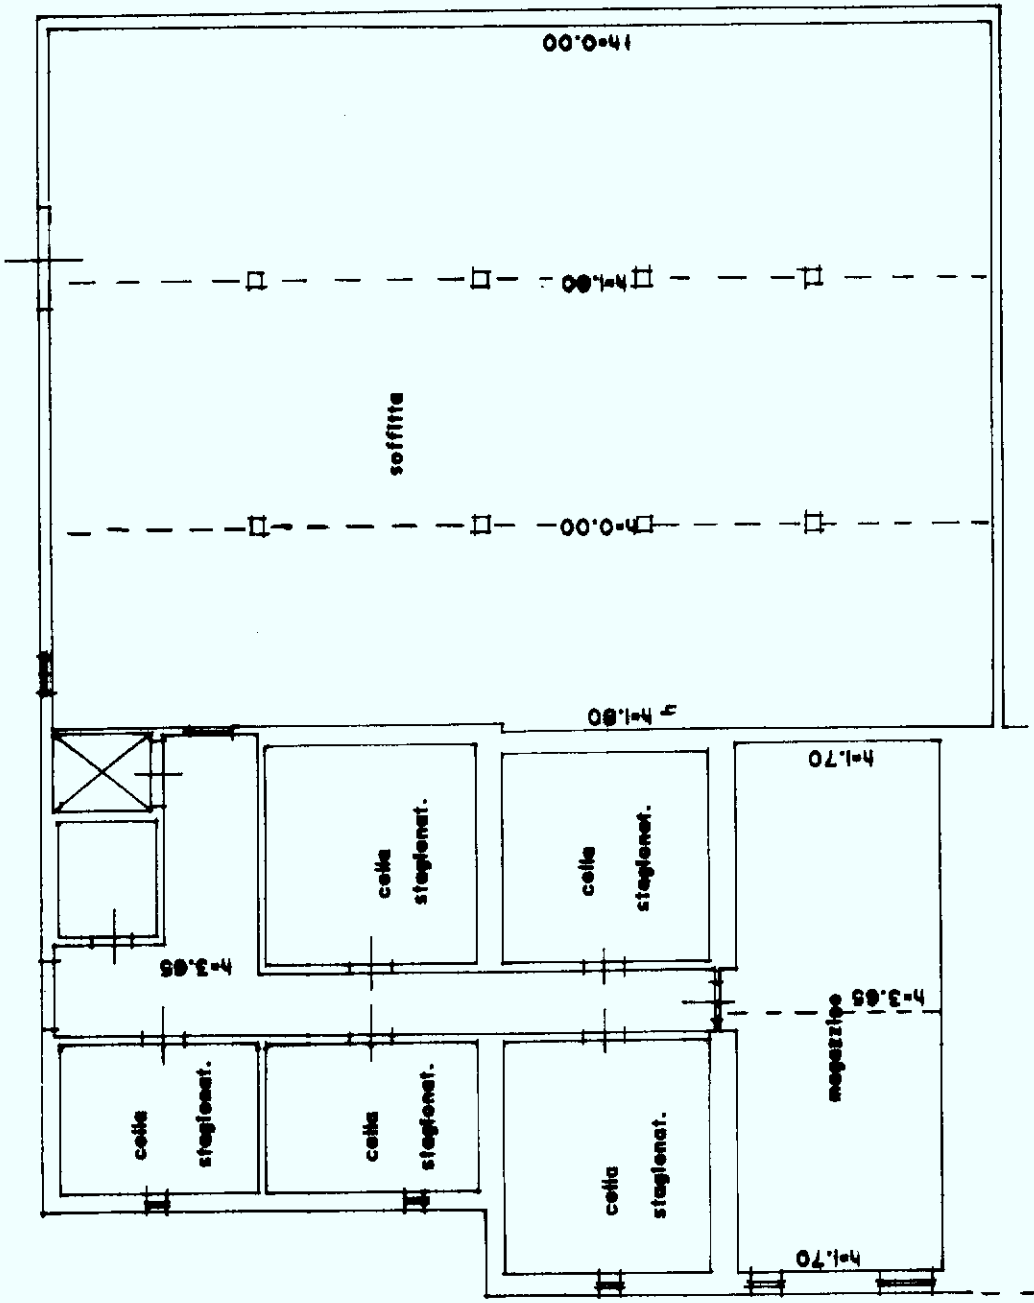 h=0.00
h=1.80
soffitta
h=0.00
h=1.80
h=1.70
cella
stagionat.
cella
stagionat.
h=3.65
h=3.65
magazzioe
cella
stagionat.
cella
stagionat.
cella
stagionat.
h=1.70